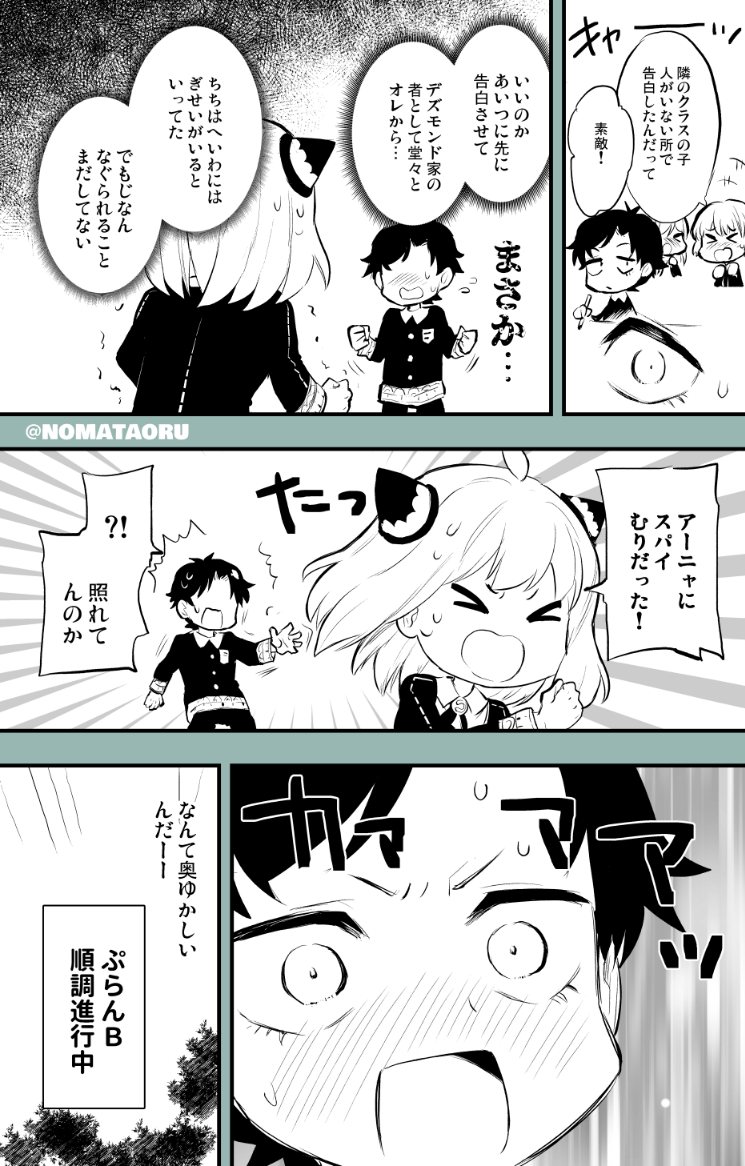 キャーーッ
隣のクラスの子
人がいない所で
告白したんだって
素敵！
まさか…
いいのか
あいつに先に
告白させて
デズモンド家の
者として堂々と
オレから…
ちちはへいわには
ぎせいがいると
いってた
でもじなん
なぐられること
まだしてない
@NOMATAORU
アーニャに
スパイ
むりだった！
たっ
?!
照れて
んのか
カァァアッ
なんて奥ゆかしい
んだーー
ぷらんB
順調進行中